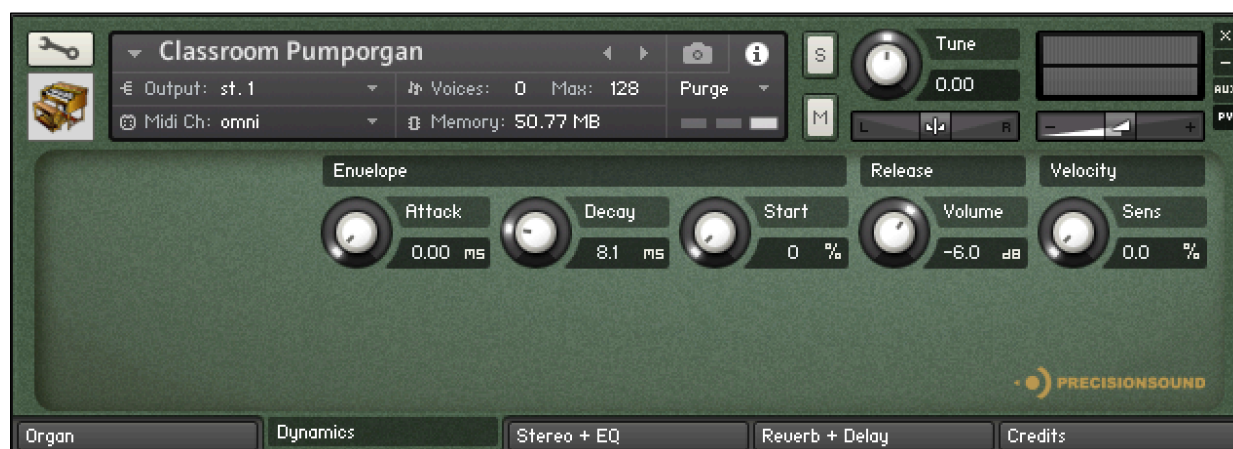 Classroom Pumporgan
Output: st.1
Voices: 0 Max: 128
Purge
Midi Ch: omni
Memory: 50.77 MB
S
M
Tune
0.00
L R
- +
×
-
AUX
PV
Envelope
Release
Velocity
Attack
0.00 ms
Decay
8.1 ms
Start
0 %
Volume
-6.0 dB
Sens
0.0 %
PRECISIONSOUND
Organ
Dynamics
Stereo + EQ
Reverb + Delay
Credits